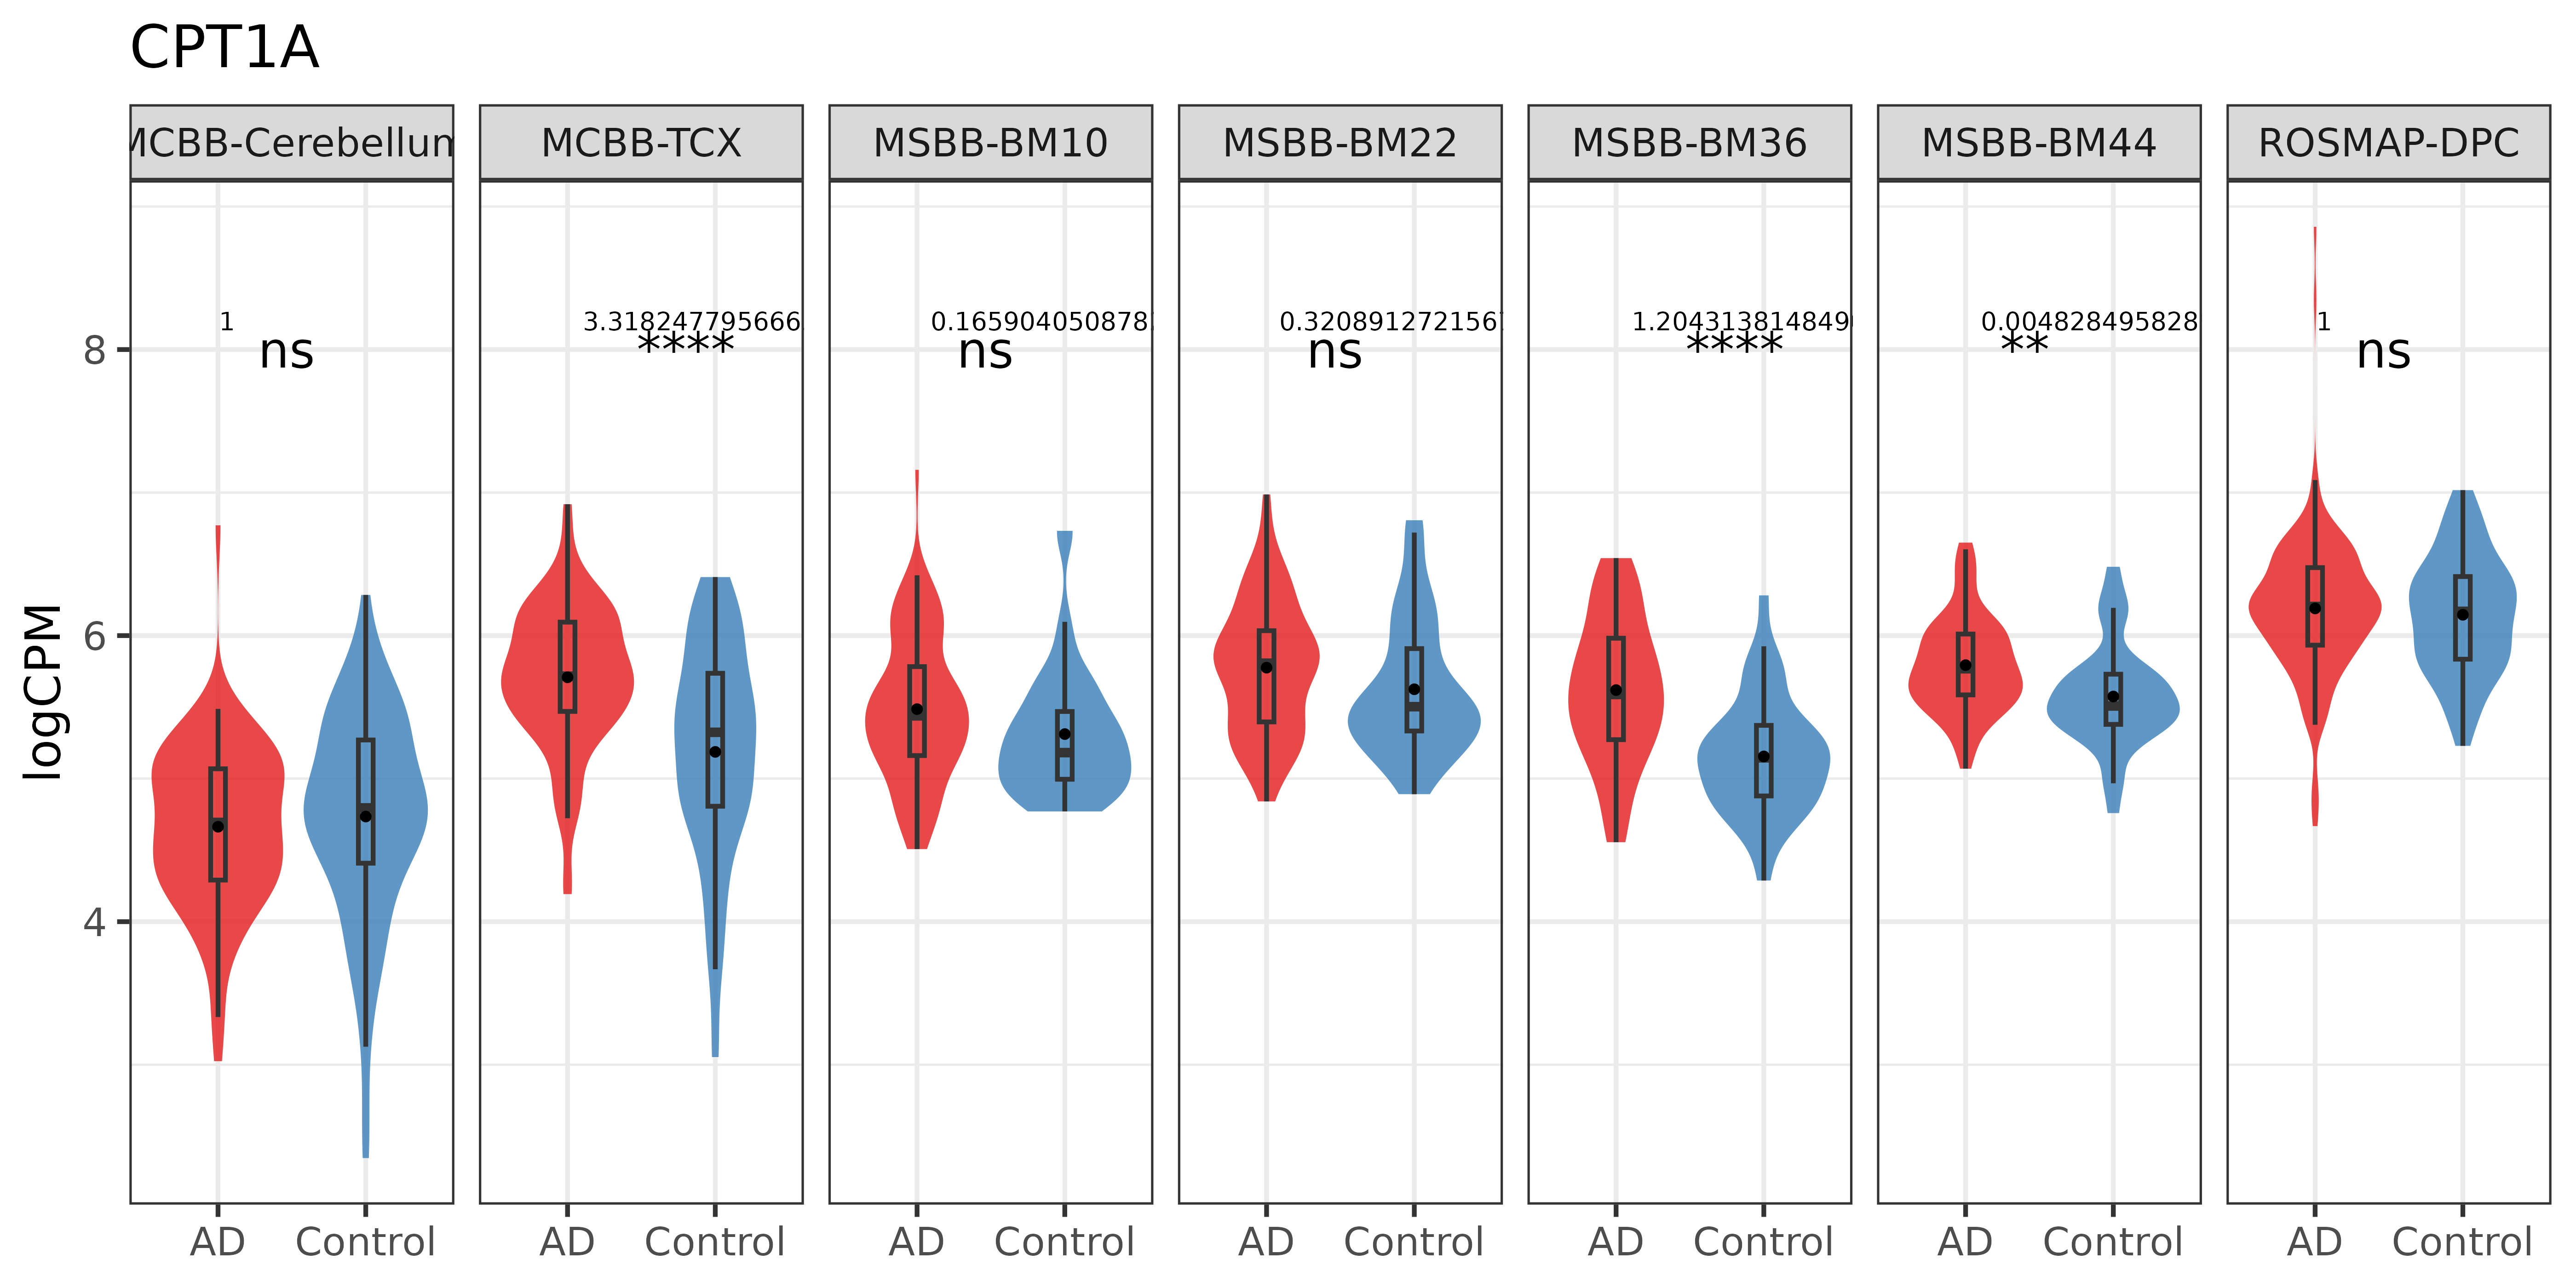 CPT1A
MCBB-Cerebellum MCBB-TCX MSBB-BM10 MSBB-BM22 MSBB-BM36 MSBB-BM44 ROSMAP-DPC
1 3.318247795666 0.165904050878 0.320891272156 1.204313814849 0.004828495828 1
ns **** ns ns **** ** ns
8
6
4
logCPM
AD Control AD Control AD Control AD Control AD Control AD Control AD Control